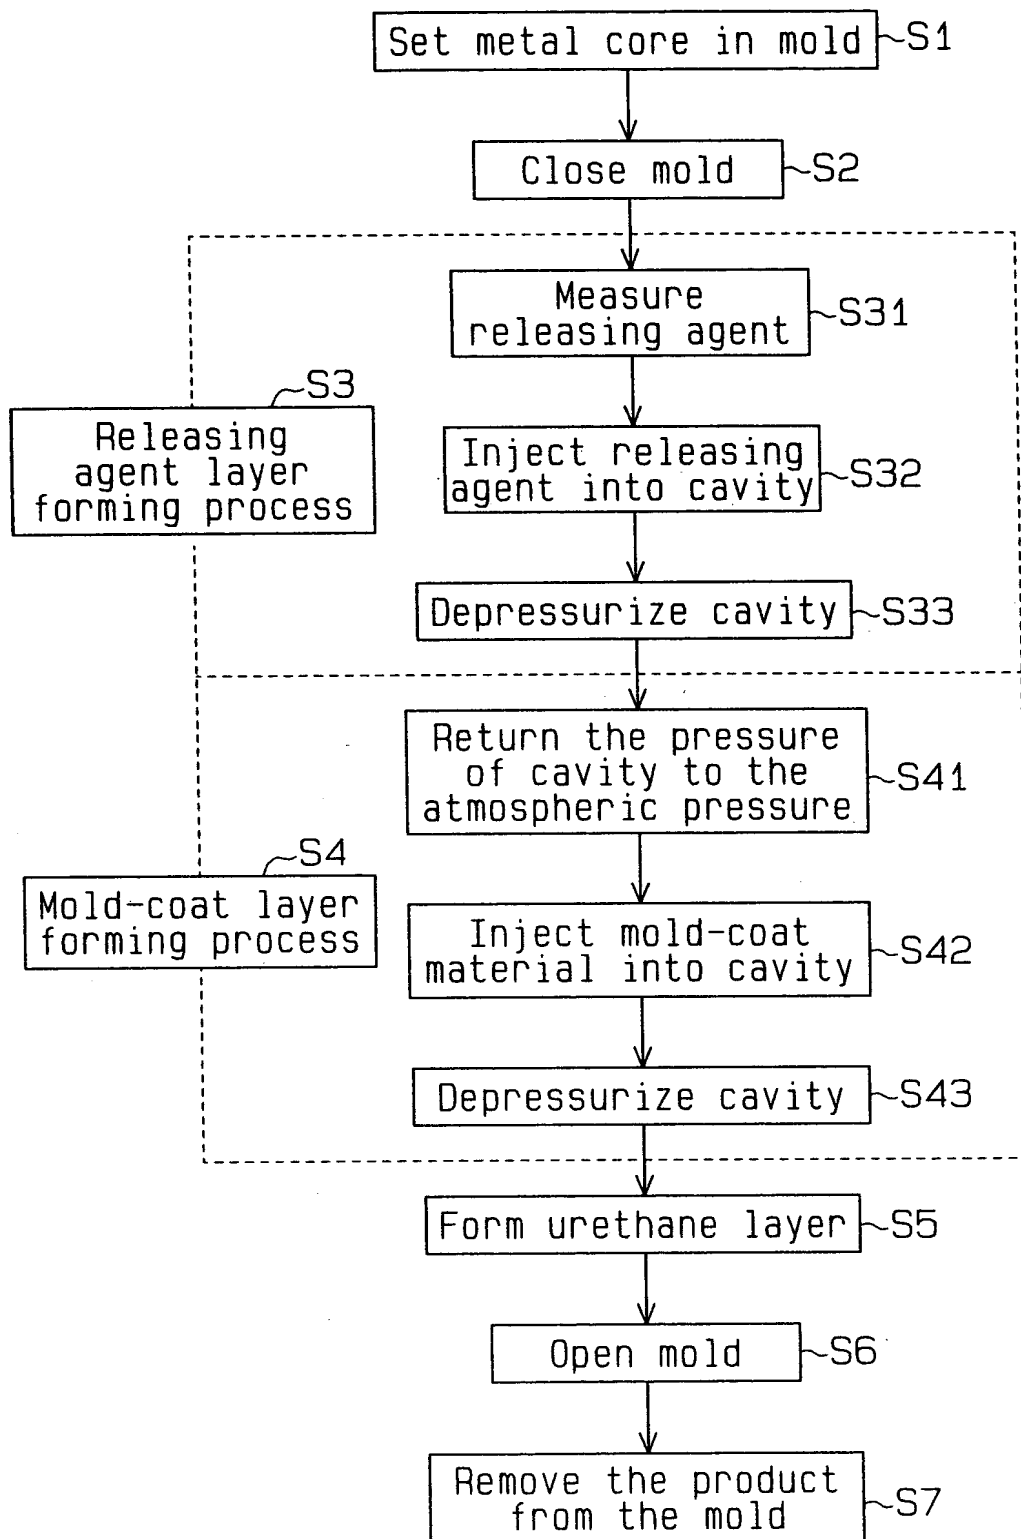 Set metal core in mold
S1
Close mold
S2
Measure
releasing agent
S31
S3
Releasing
agent layer
forming process
Inject releasing
agent into cavity
S32
Depressurize cavity
S33
Return the pressure
of cavity to the
atmospheric pressure
S41
S4
Mold-coat layer
forming process
Inject mold-coat
material into cavity
S42
Depressurize cavity
S43
Form urethane layer
S5
Open mold
S6
Remove the product
from the mold
S7